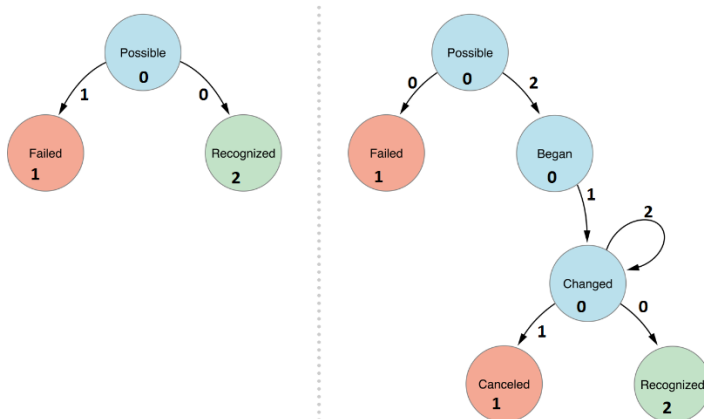 Possible
0
1
0
Failed
1
Recognized
2
Possible
0
0
2
Failed
1
Began
0
1
2
Changed
0
1
0
Canceled
1
Recognized
2